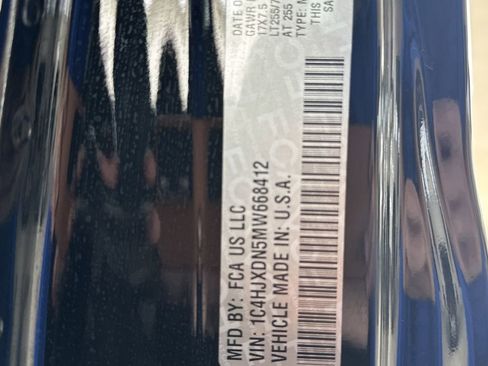 MFD BY: FCA US LLC
VIN: 1C4HJXDN5MW668412
VEHICLE MADE IN: U.S.A.
DATE O
GAWR
17X7.5
LT255/7
AT 255
TYPE:
THIS
SA